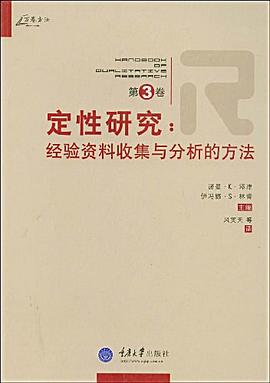 万卷方法
HANDBOOK
OF
QUALITATIVE
RESEARCH
R
第3卷
定性研究：
经验资料收集与分析的方法
诺曼·K·邓津
伊冯娜·S·林肯
主编
风笑天 等
译
重庆大学出版社